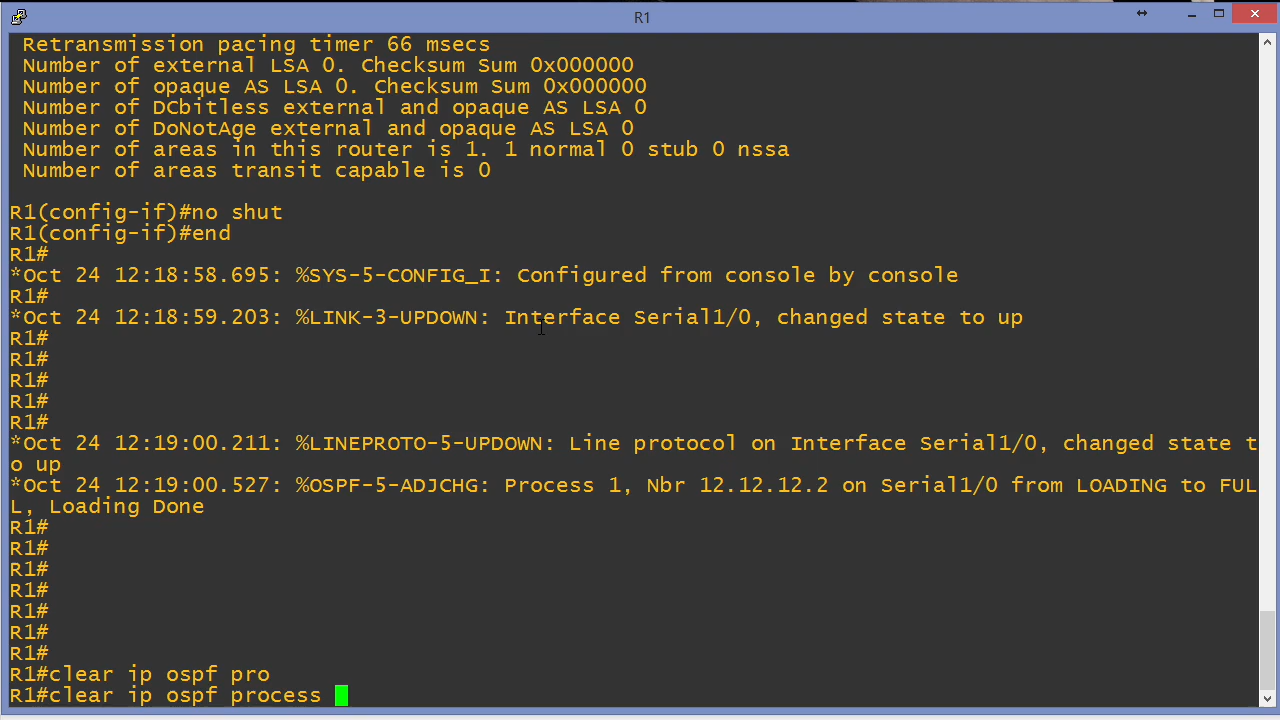 R1
Retransmission pacing timer 66 msecs
Number of external LSA 0. Checksum Sum 0x000000
Number of opaque AS LSA 0. Checksum Sum 0x000000
Number of DCbitless external and opaque AS LSA 0
Number of DoNotAge external and opaque AS LSA 0
Number of areas in this router is 1. 1 normal 0 stub 0 nssa
Number of areas transit capable is 0
R1(config-if)#no shut
R1(config-if)#end
R1#
*Oct 24 12:18:58.695: %SYS-5-CONFIG_I: Configured from console by console
R1#
*Oct 24 12:18:59.203: %LINK-3-UPDOWN: Interface Serial1/0, changed state to up
R1#
R1#
R1#
R1#
R1#
*Oct 24 12:19:00.211: %LINEPROTO-5-UPDOWN: Line protocol on Interface Serial1/0, changed state t
o up
*Oct 24 12:19:00.527: %OSPF-5-ADJCHG: Process 1, Nbr 12.12.12.2 on Serial1/0 from LOADING to FUL
L, Loading Done
R1#
R1#
R1#
R1#
R1#
R1#
R1#
R1#clear ip ospf pro
R1#clear ip ospf process